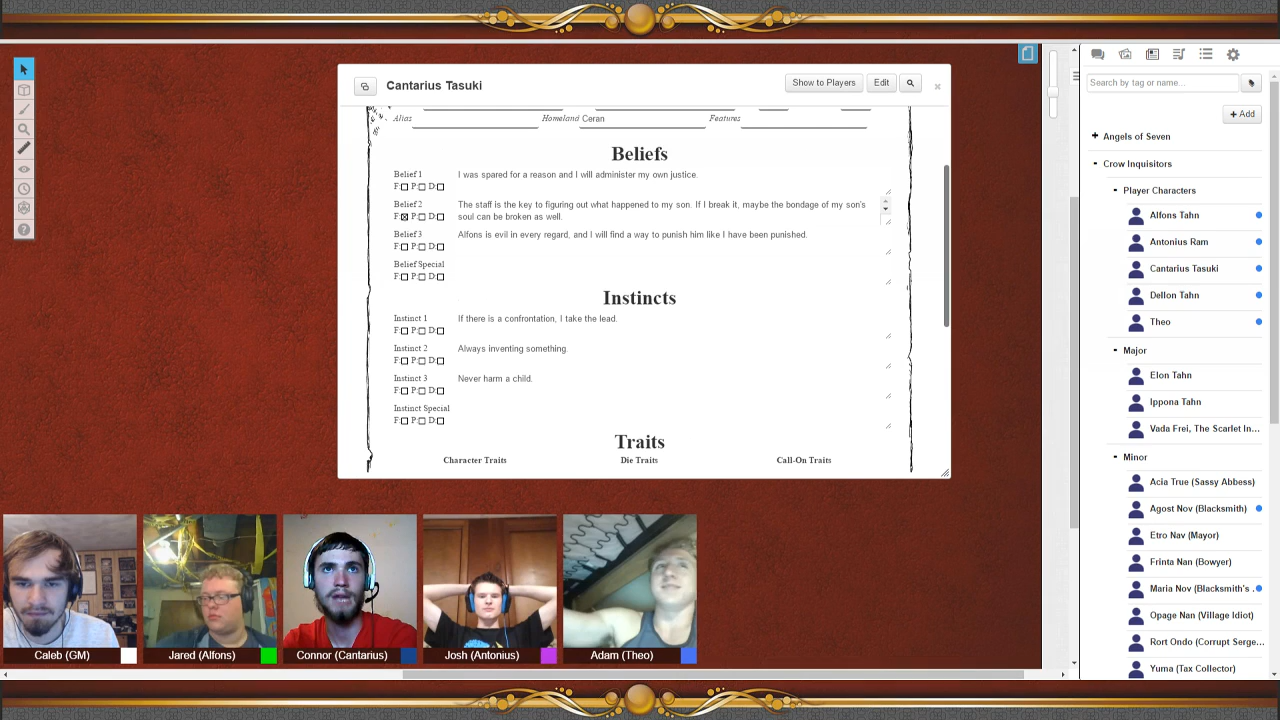 Cantarius Tasuki
Show to Players
Edit
Alias
Homeland Ceran
Features
Beliefs
Belief 1
I was spared for a reason and I will administer my own justice.
F: P: D:
Belief 2
The staff is the key to figuring out what happened to my son. If I break it, maybe the bondage of my son's
soul can be broken as well.
F: P: D:
Belief 3
Alfons is evil in every regard, and I will find a way to punish him like I have been punished.
F: P: D:
Belief Special
F: P: D:
Instincts
Instinct 1
If there is a confrontation, I take the lead.
F: P: D:
Instinct 2
Always inventing something.
F: P: D:
Instinct 3
Never harm a child.
F: P: D:
Instinct Special
F: P: D:
Traits
Character Traits
Die Traits
Call-On Traits
Search by tag or name...
+ Add
Angels of Seven
Crow Inquisitors
Player Characters
Alfons Tahn
Antonius Ram
Cantarius Tasuki
Dellon Tahn
Theo
Major
Elon Tahn
Ippona Tahn
Vada Frei, The Scarlet In...
Minor
Acia True (Sassy Abbess)
Agost Nov (Blacksmith)
Etro Nav (Mayor)
Frinta Nan (Bowyer)
Maria Nov (Blacksmith's .
Opage Nan (Village Idiot)
Rort Ondo (Corrupt Serge...
Yuma (Tax Collector)
Caleb (GM)
Jared (Alfons)
Connor (Cantarius)
Josh (Antonius)
Adam (Theo)